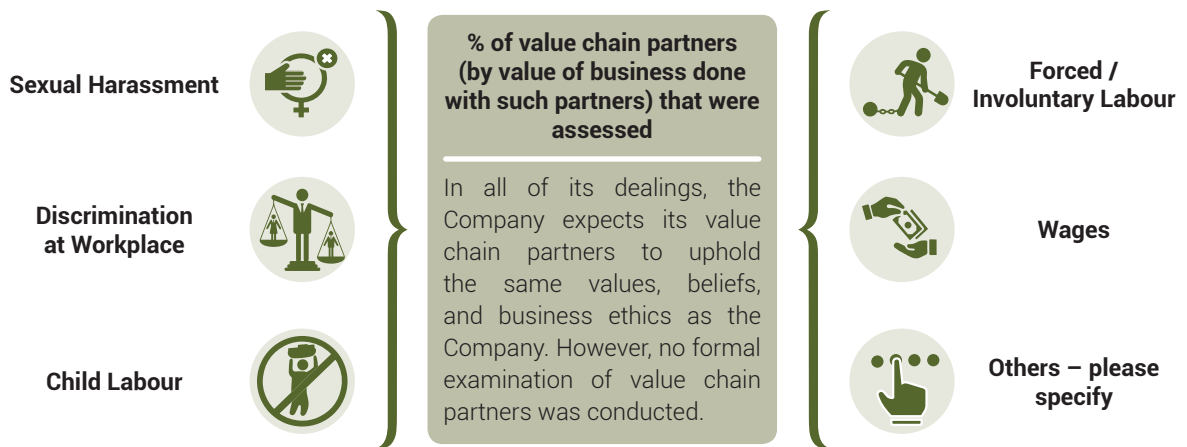 Sexual Harassment
Discrimination
at Workplace
Child Labour
% of value chain partners
(by value of business done
with such partners) that were
assessed
In all of its dealings, the
Company expects its value
chain partners to uphold
the same values, beliefs,
and business ethics as the
Company. However, no formal
examination of value chain
partners was conducted.
Forced /
Involuntary Labour
Wages
Others – please
specify